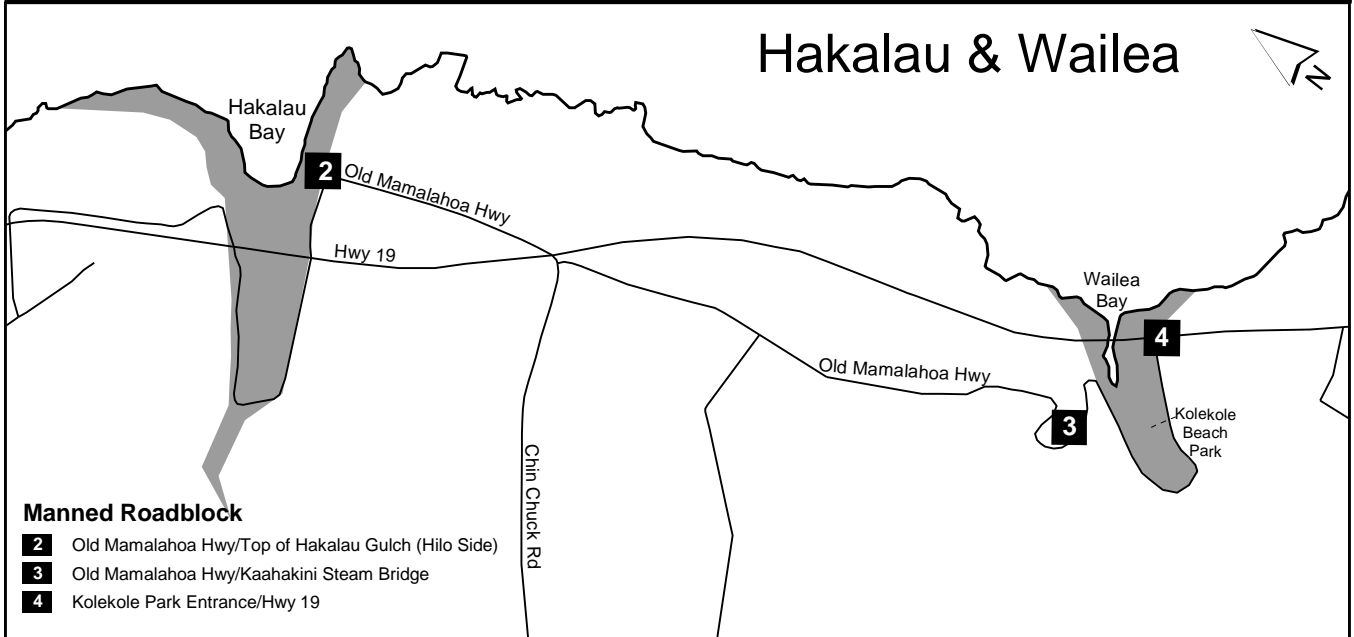 Hakalau & Wailea
N
Hakalau
Bay
2
Old Mamalahoa Hwy
Hwy 19
Wailea
Bay
4
Old Mamalahoa Hwy
3
Kolekole
Beach
Park
Chin Chuck Rd
Manned Roadblock
2 Old Mamalahoa Hwy/Top of Hakalau Gulch (Hilo Side)
3 Old Mamalahoa Hwy/Kaahakini Steam Bridge
4 Kolekole Park Entrance/Hwy 19